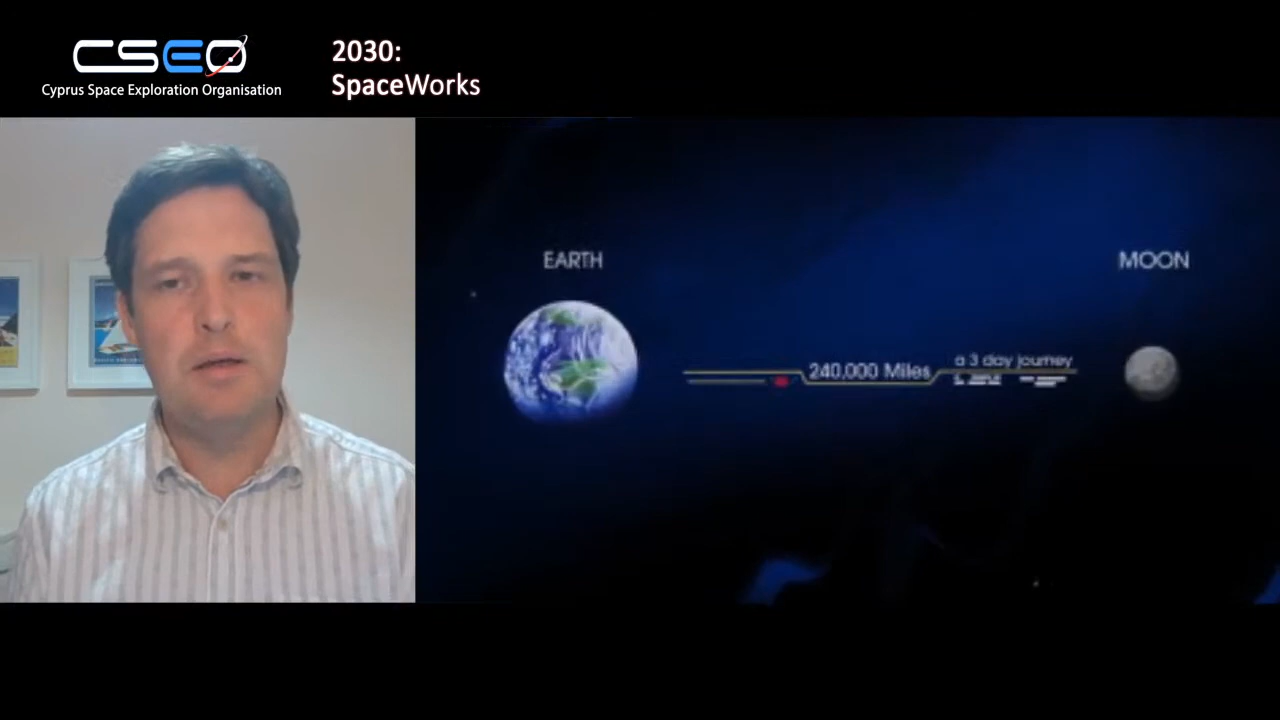 CSEO
Cyprus Space Exploration Organisation
2030:
SpaceWorks
EARTH
MOON
240,000 Miles
a 3 day journey